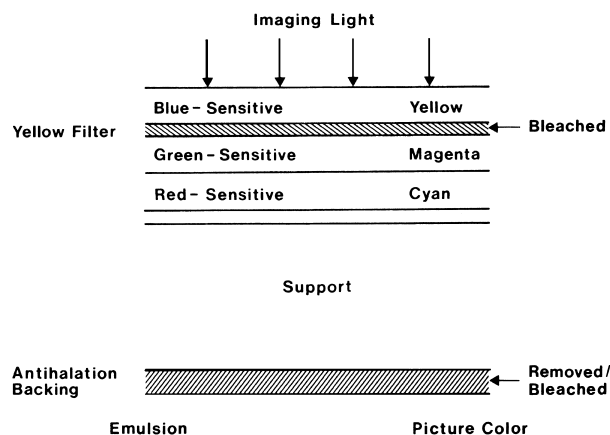 Imaging Light
Blue - Sensitive Yellow
Yellow Filter Bleached
Green - Sensitive Magenta
Red - Sensitive Cyan
Support
Antihalation
Backing
Removed/
Bleached
Emulsion Picture Color